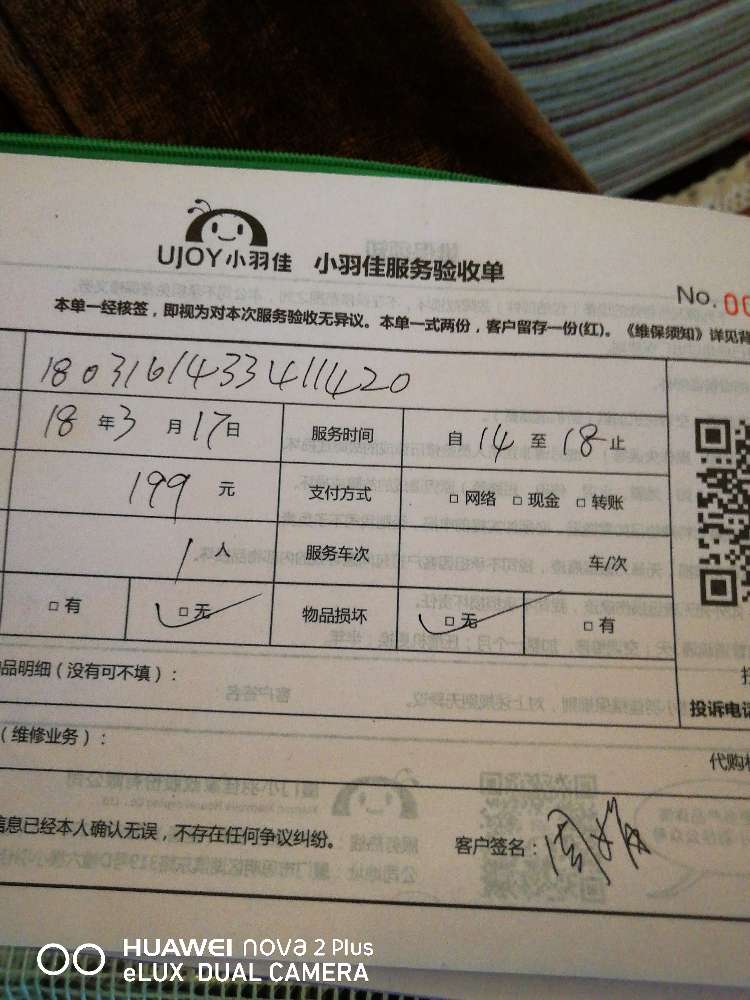 UJOY小羽佳 小羽佳服务验收单
No. 00
本单一经核签，即视为对本次服务验收无异议。本单一式两份，客户留存一份(红)。《维保须知》详见背
18031614334111420
18 年 3 月 17 日 服务时间 自 14 至 18 止
199 元 支付方式 □ 网络 □ 现金 □ 转账
1 人 服务车次 车/次
□ 有 □ 无 物品损坏 □ 无 □ 有
品明细（没有可不填）：
投诉电话
（维修业务）：
代购
信息已经本人确认无误，不存在任何争议纠纷。 客户签名：
HUAWEI nova 2 Plus
eLUX DUAL CAMERA